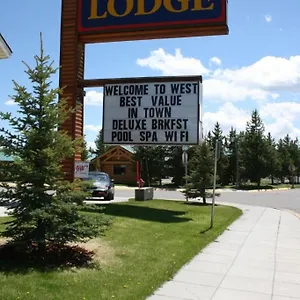 LODGE
WELCOME TO WEST
BEST VALUE
IN TOWN
DELUXE BRKFST
POOL SPA WI FI